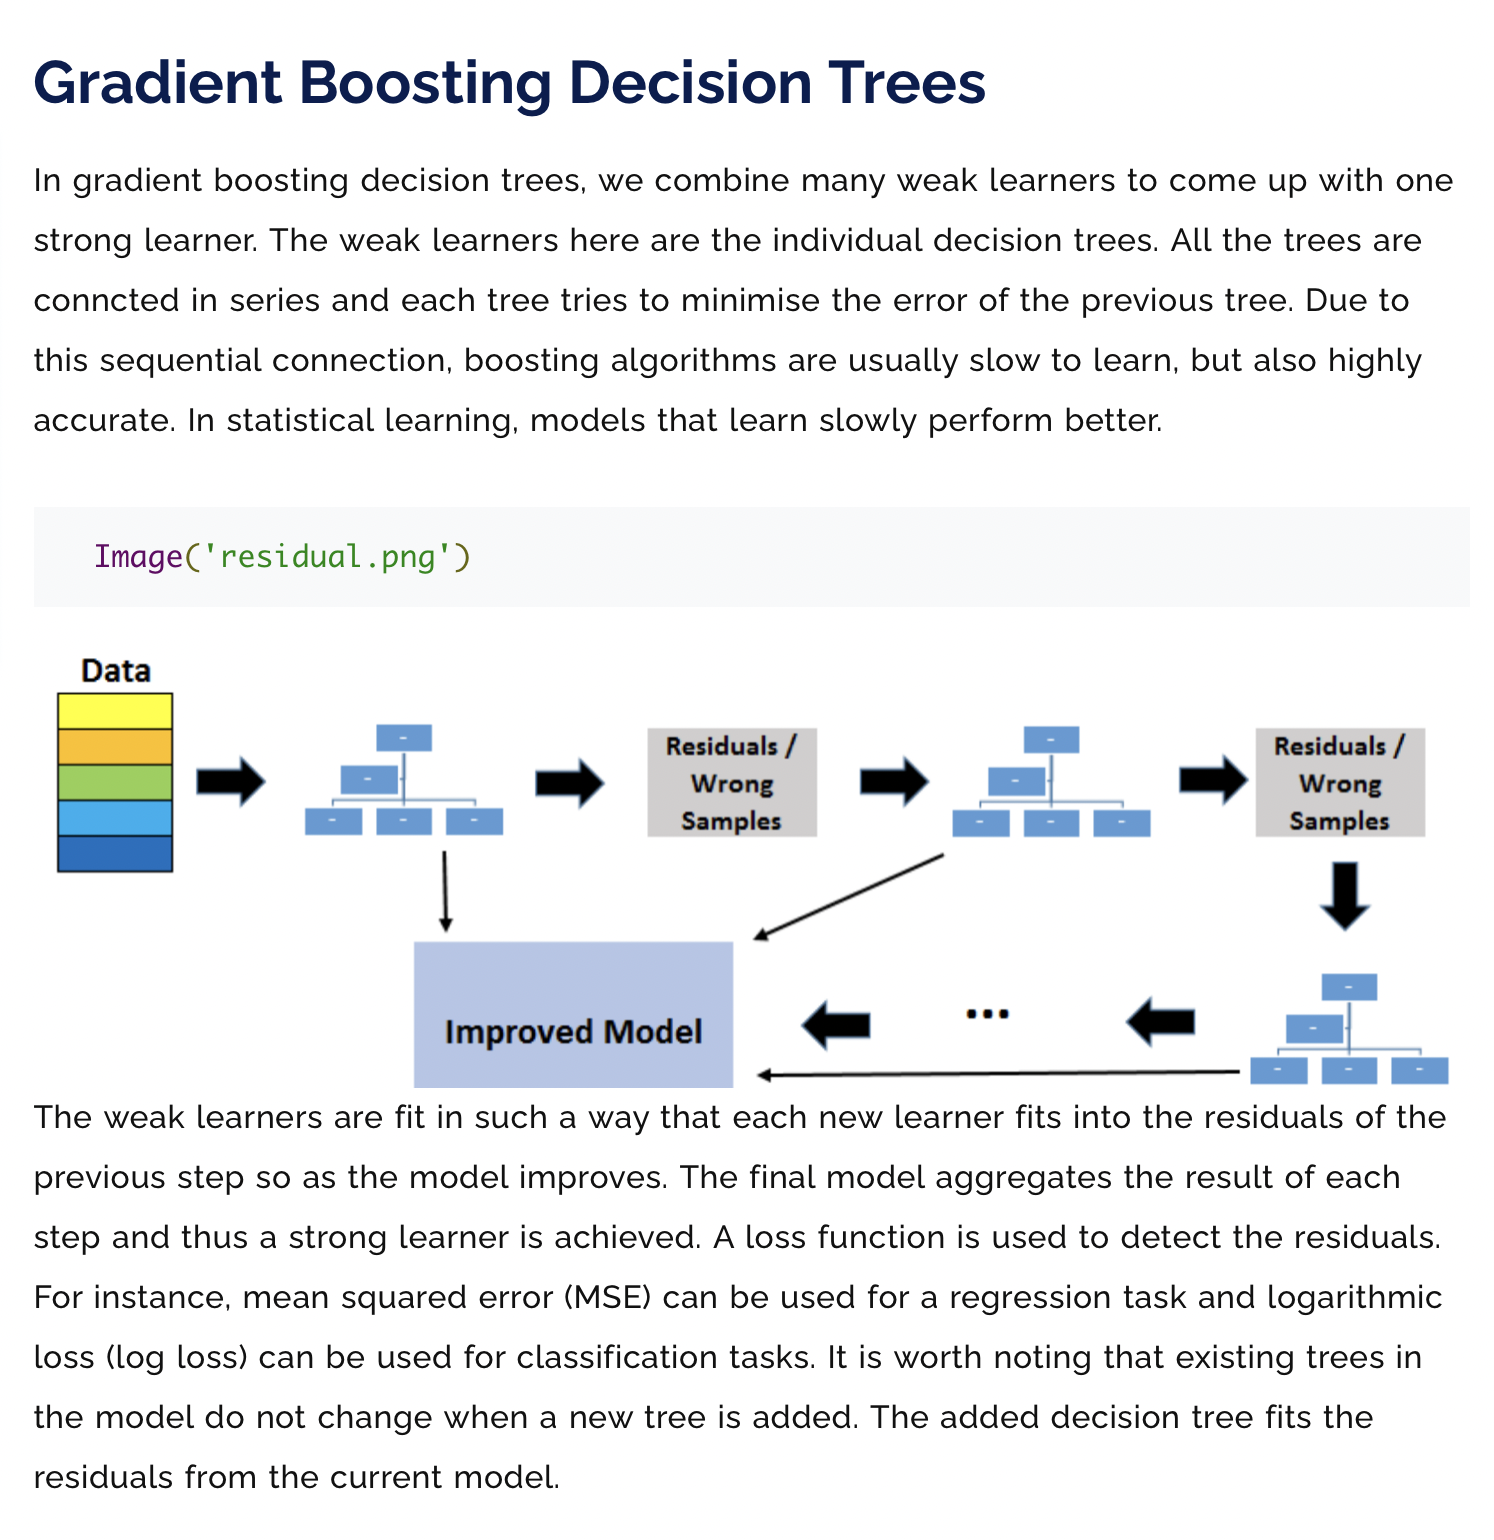 Gradient Boosting Decision Trees
In gradient boosting decision trees, we combine many weak learners to come up with one
strong learner. The weak learners here are the individual decision trees. All the trees are
conncted in series and each tree tries to minimise the error of the previous tree. Due to
this sequential connection, boosting algorithms are usually slow to learn, but also highly
accurate. In statistical learning, models that learn slowly perform better.
Image('residual.png')
Data
-
-
- - -
Residuals /
Wrong
Samples
-
-
- - -
Residuals /
Wrong
Samples
Improved Model
...
-
-
- - -
The weak learners are fit in such a way that each new learner fits into the residuals of the
previous step so as the model improves. The final model aggregates the result of each
step and thus a strong learner is achieved. A loss function is used to detect the residuals.
For instance, mean squared error (MSE) can be used for a regression task and logarithmic
loss (log loss) can be used for classification tasks. It is worth noting that existing trees in
the model do not change when a new tree is added. The added decision tree fits the
residuals from the current model.